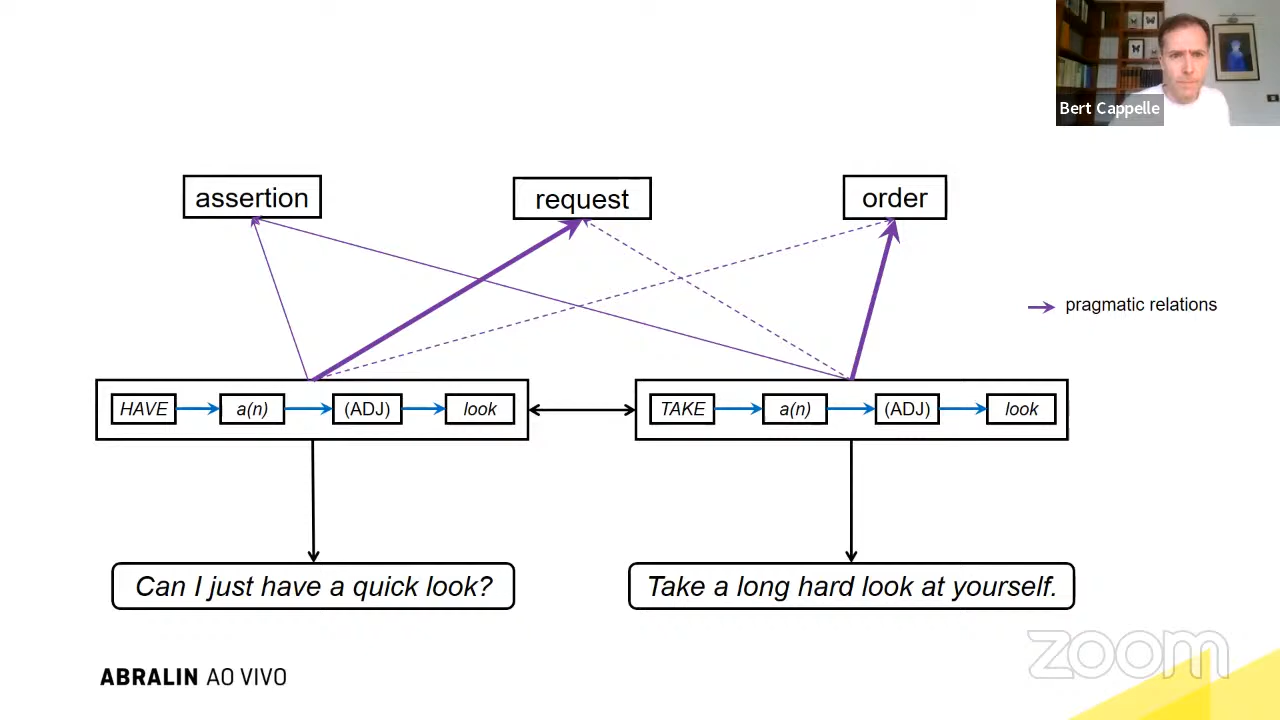 Bert Cappelle
assertion
request
order
pragmatic relations
HAVE a(n) (ADJ) look
TAKE a(n) (ADJ) look
Can I just have a quick look?
Take a long hard look at yourself.
zoom
ABRALIN AO VIVO